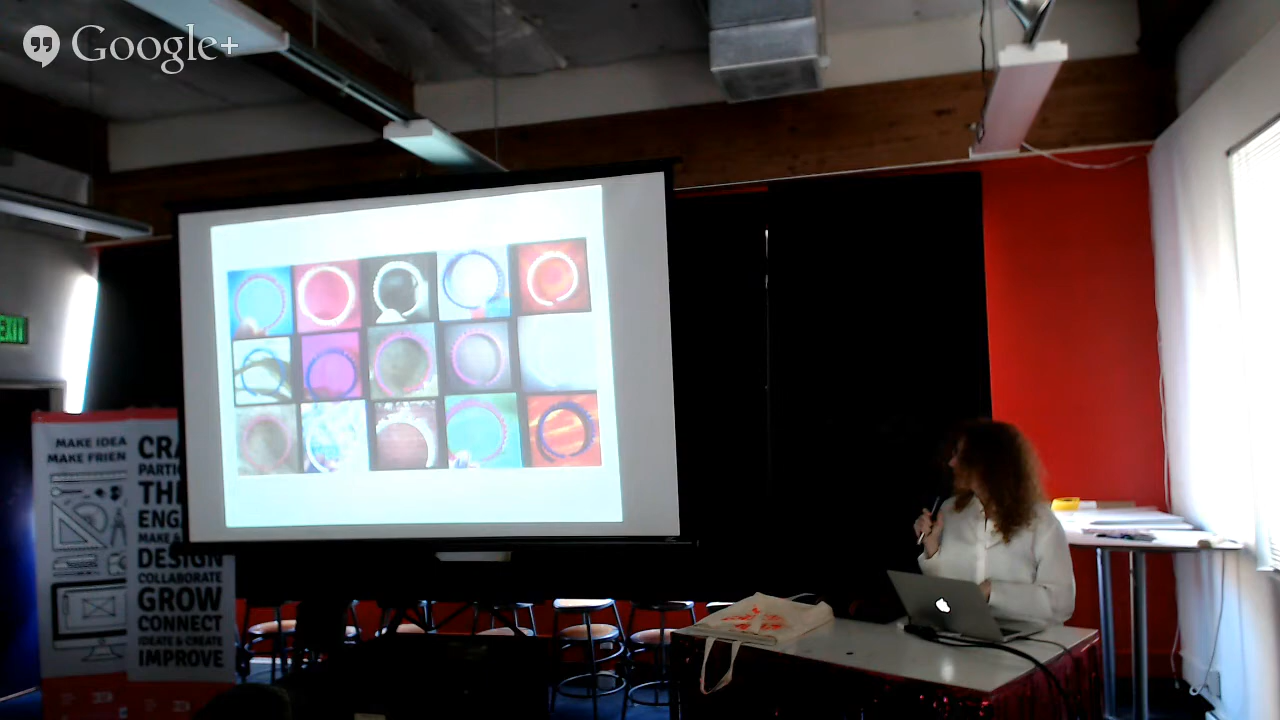 Google+
EXIT
MAKE IDEA
MAKE FRIEN
CRA
PARTIC
THI
ENG
MAKE &
DESIGN
COLLABORATE
GROW
CONNECT
IDEATE & CREATE
IMPROVE